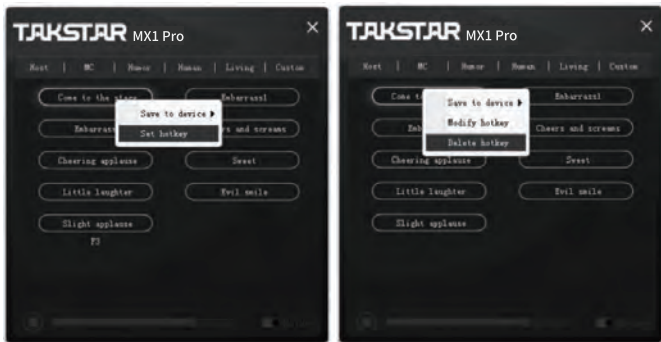 TAKSTAR MX1 Pro ×
Host | MC | Humor | Human | Living | Custom
Come to the stage
Embarrass1
Save to device ▶
Set hotkey
Embarrass
rs and screams
Cheering applause
Sweet
Little laughter
Evil smile
Slight applause
F3
TAKSTAR MX1 Pro ×
Host | MC | Humor | Human | Living | Custom
Come t
Embarrass1
Save to device ▶
Modify hotkey
Delete hotkey
Emb
Cheers and screams
Cheering applause
Sweet
Little laughter
Evil smile
Slight applause